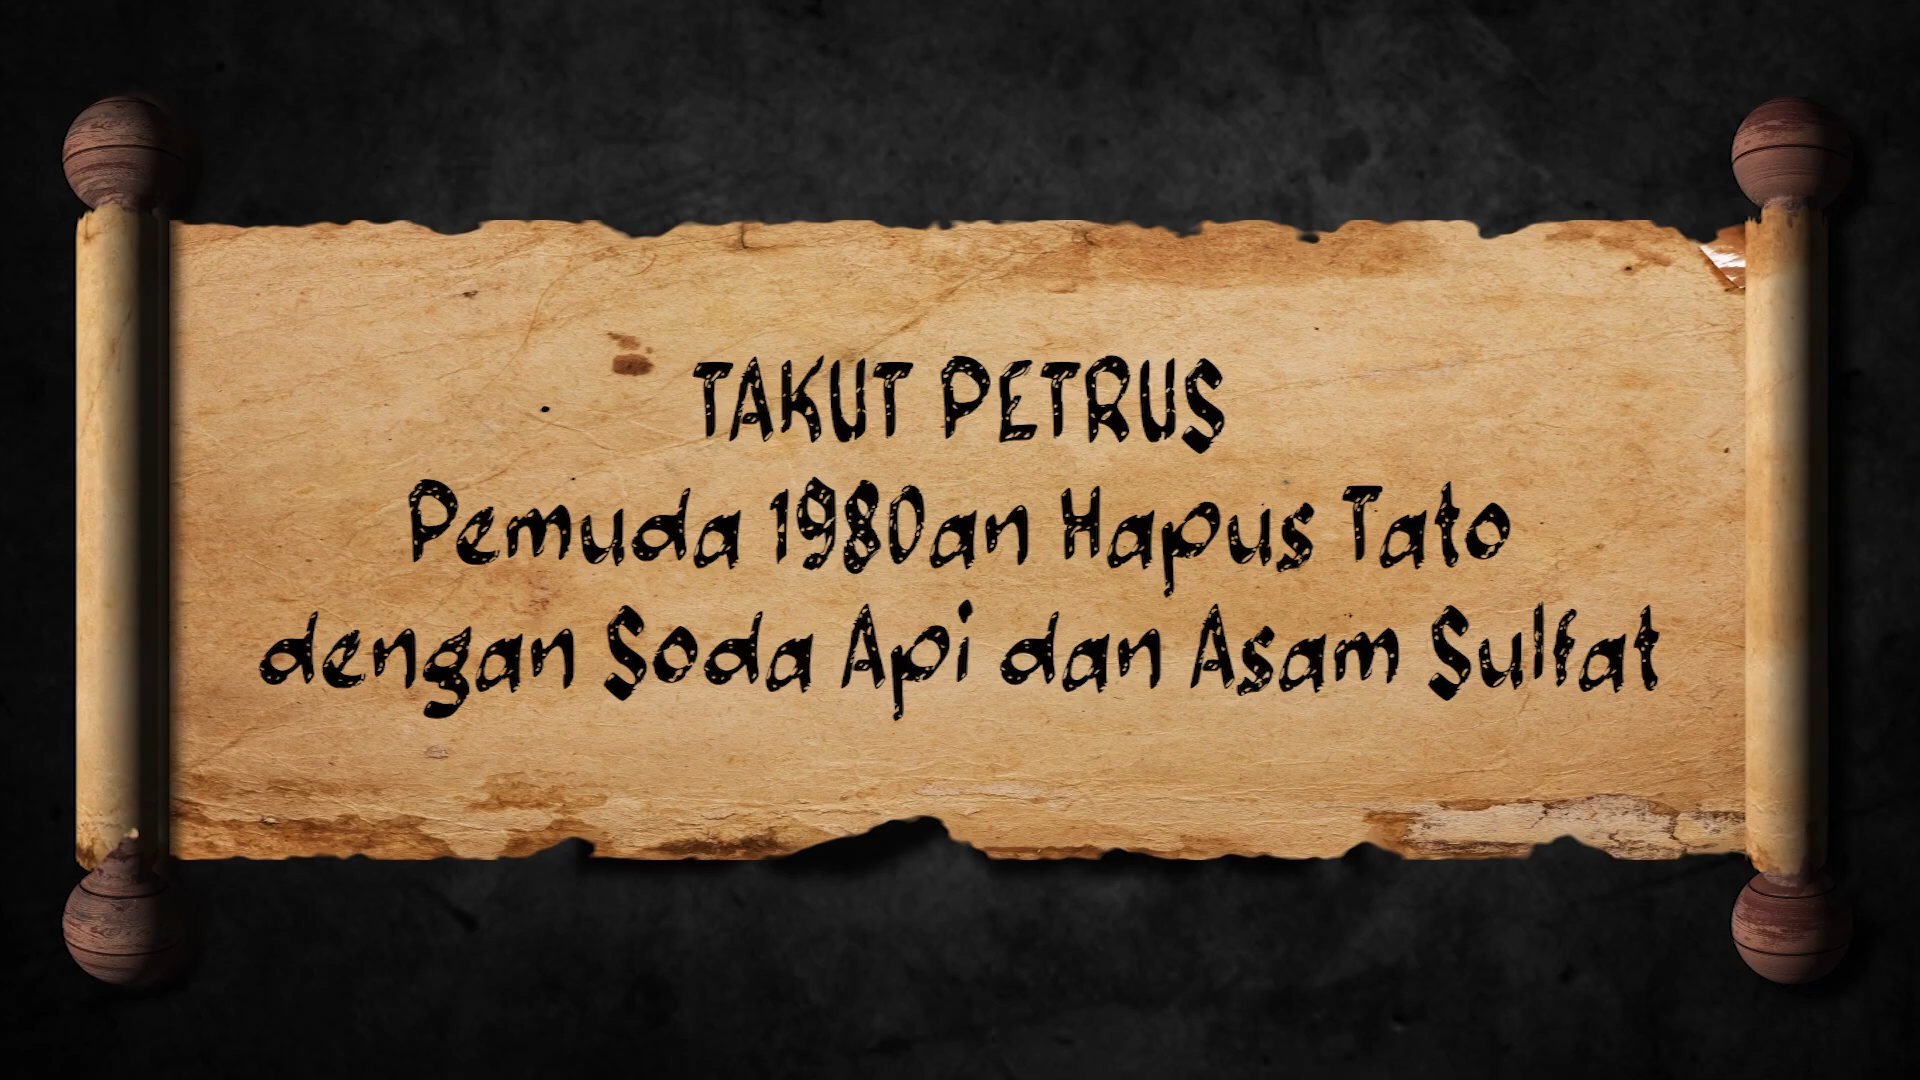 TAKUT PETRUS
Pemuda 1980an Hapus Tato
dengan Soda Api dan Asam Sulfat